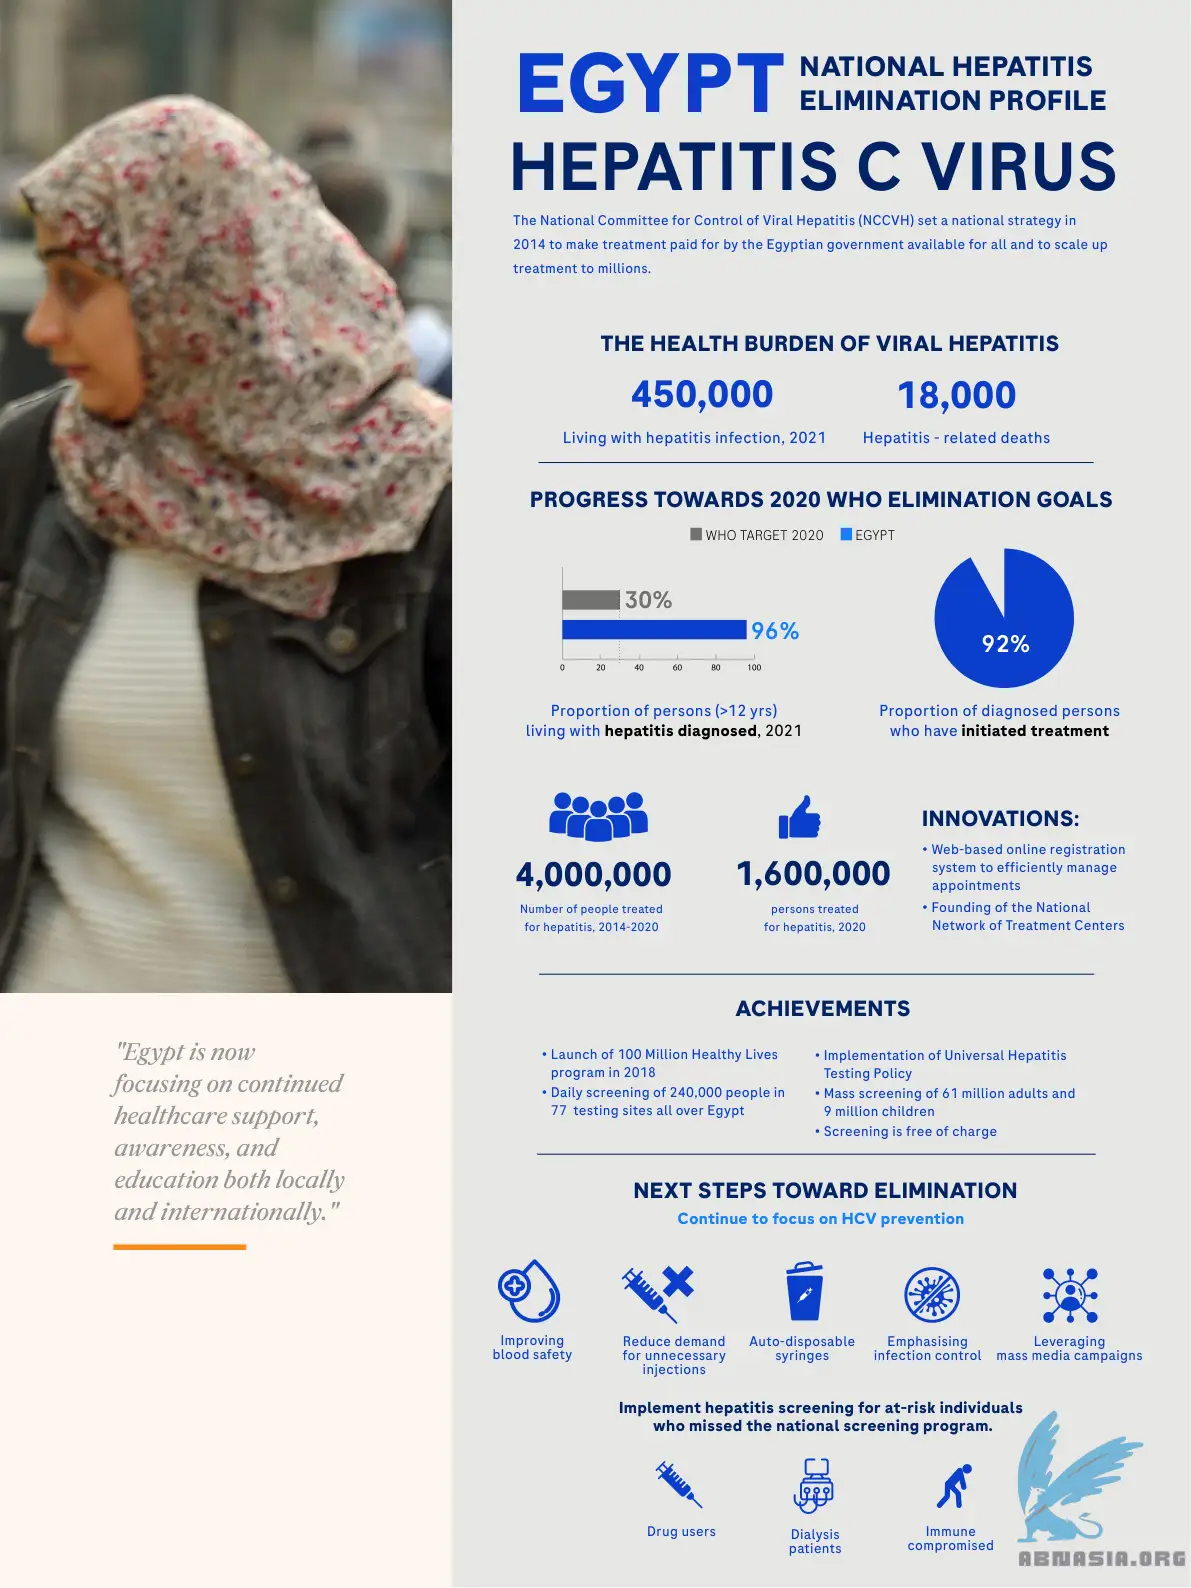 EGYPT
NATIONAL HEPATITIS
ELIMINATION PROFILE
HEPATITIS C VIRUS
The National Committee for Control of Viral Hepatitis (NCCVH) set a national strategy in
2014 to make treatment paid for by the Egyptian government available for all and to scale up
treatment to millions.
THE HEALTH BURDEN OF VIRAL HEPATITIS
450,000
Living with hepatitis infection, 2021
18,000
Hepatitis - related deaths
PROGRESS TOWARDS 2020 WHO ELIMINATION GOALS
WHO TARGET 2020
EGYPT
30%
96%
0 20 40 60 80 100
Proportion of persons (>12 yrs)
living with hepatitis diagnosed, 2021
92%
Proportion of diagnosed persons
who have initiated treatment
4,000,000
Number of people treated
for hepatitis, 2014-2020
1,600,000
persons treated
for hepatitis, 2020
INNOVATIONS:
• Web-based online registration
system to efficiently manage
appointments
• Founding of the National
Network of Treatment Centers
ACHIEVEMENTS
• Launch of 100 Million Healthy Lives
program in 2018
• Daily screening of 240,000 people in
77 testing sites all over Egypt
• Implementation of Universal Hepatitis
Testing Policy
• Mass screening of 61 million adults and
9 million children
• Screening is free of charge
"Egypt is now
focusing on continued
healthcare support,
awareness, and
education both locally
and internationally."
NEXT STEPS TOWARD ELIMINATION
Continue to focus on HCV prevention
Improving
blood safety
Reduce demand
for unnecessary
injections
Auto-disposable
syringes
Emphasising
infection control
Leveraging
mass media campaigns
Implement hepatitis screening for at-risk individuals
who missed the national screening program.
Drug users
Dialysis
patients
Immune
compromised
ABNASIA.ORG